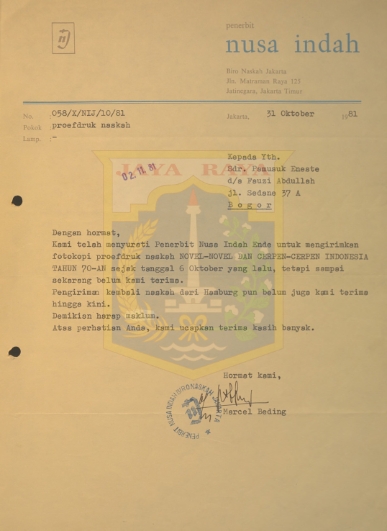 penerbit
nusa indah
Biro Naskah Jakarta
Jln. Matraman Raya 125
Jatinegara, Jakarta Timur
No. 058/X/NIJ/10/81 Jakarta, 31 Oktober 1981
Pokok proefdruk naskah
Lamp. -
JAYA RAYA
02.11.81
Kepada Yth.
Sdr. Pamusuk Eneste
d/a Fauzi Abdullah
jl. Sedane 37 A
B o g o r
Dengan hormat,
Kami telah menyurati Penerbit Nusa Indah Ende untuk mengirimkan
fotokopi proefdruk naskah NOVEL-NOVEL DAN CERPEN-CERPEN INDONESIA
TAHUN 70-AN sejak tanggal 6 Oktober yang lalu, tetapi sampai
sekarang belum kami terima.
Pengiriman kembali naskah dari Hamburg pun belum juga kami terima
hingga kini.
Demikian harap maklum.
Atas perhatian Anda, kami ucapkan terima kasih banyak.
Hormat kami,
Marcel Beding